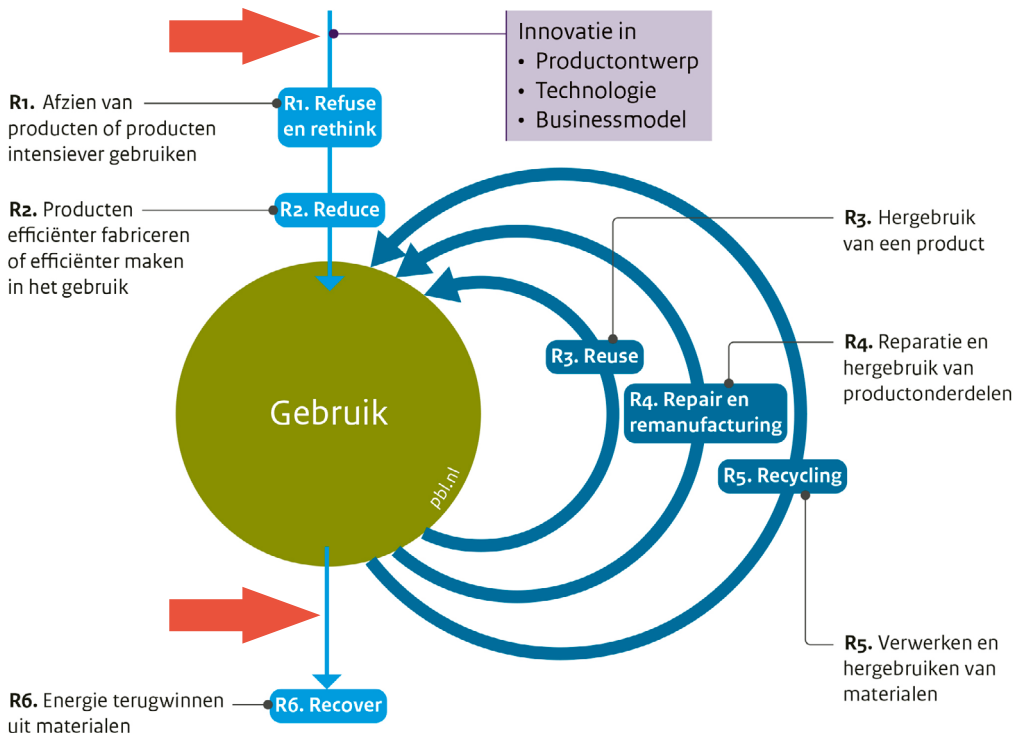 Innovatie in
• Productontwerp
• Technologie
• Businessmodel
R1. Afzien van
producten of producten
intensiever gebruiken
R1. Refuse
en rethink
R2. Producten
efficiënter fabriceren
of efficiënter maken
in het gebruik
R2. Reduce
R3. Hergebruik
van een product
R3. Reuse
R4. Reparatie en
hergebruik van
productonderdelen
R4. Repair en
remanufacturing
Gebruik
pbl.nl
R5. Recycling
R5. Verwerken en
hergebruiken van
materialen
R6. Energie terugwinnen
uit materialen
R6. Recover